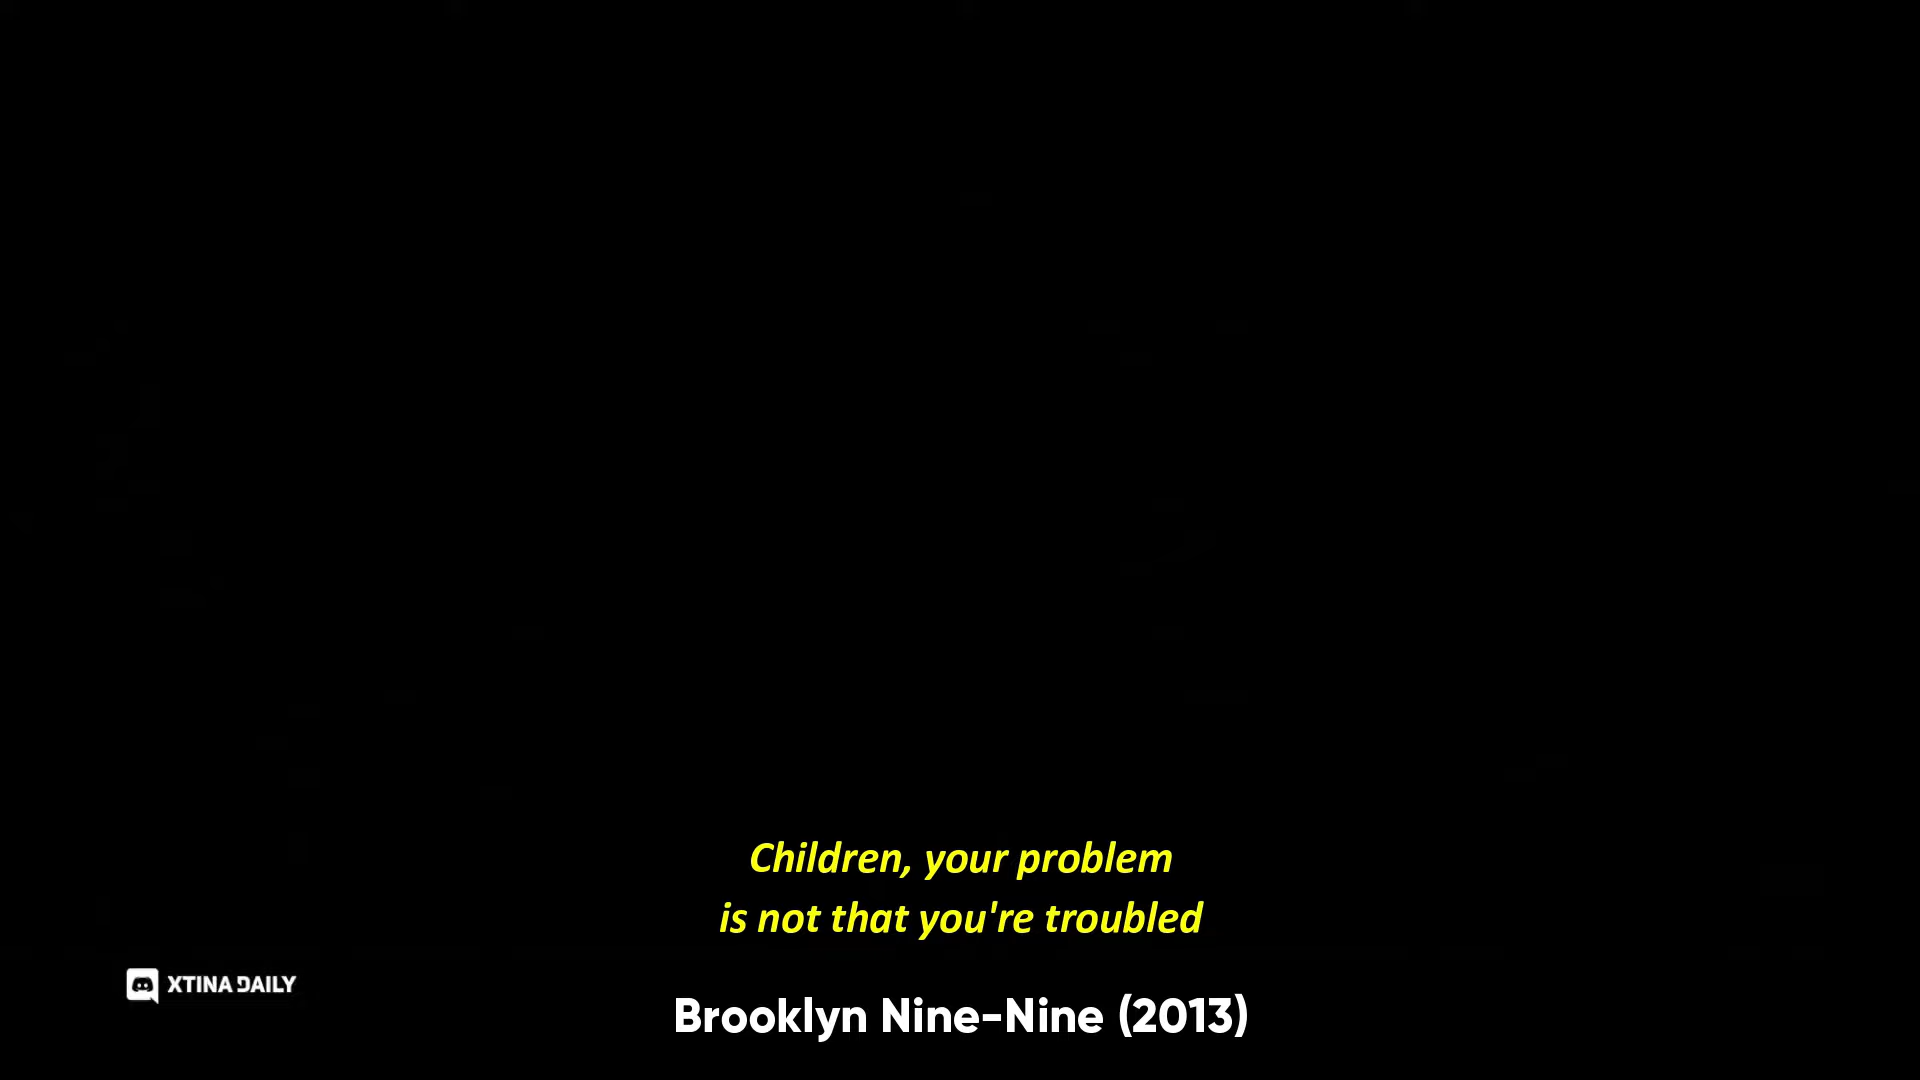 Children, your problem
is not that you're troubled
XTINA DAILY
Brooklyn Nine-Nine (2013)